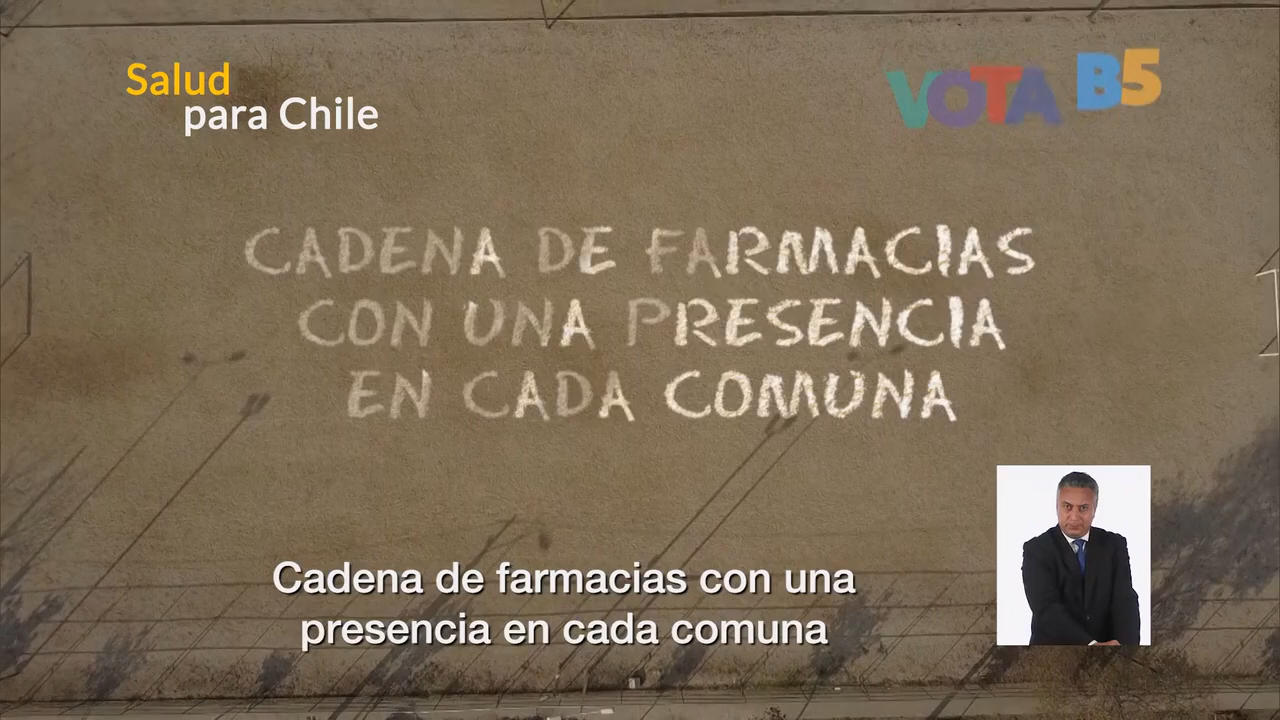 Salud
para Chile
VOTA B5
CADENA DE FARMACIAS
CON UNA PRESENCIA
EN CADA COMUNA
Cadena de farmacias con una
presencia en cada comuna